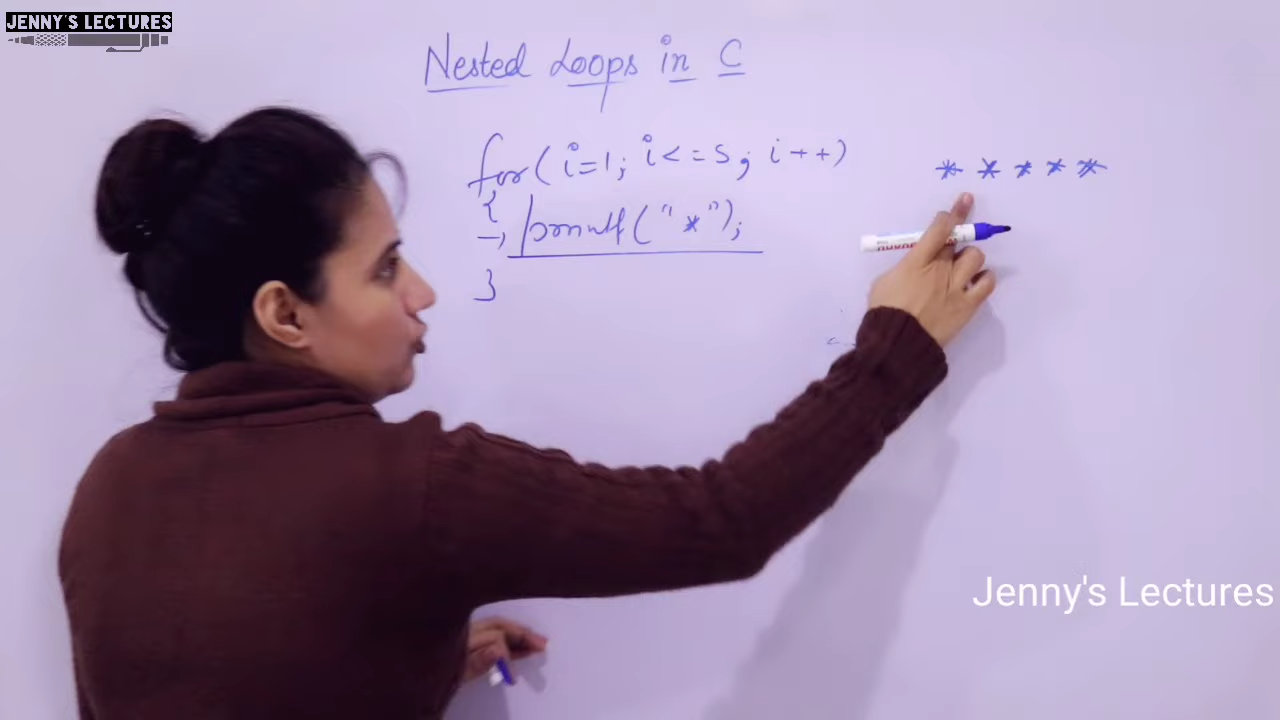 JENNY'S LECTURES
Nested Loops in C
for( i=1; i<=5; i++)
* * * * *
{
printf("*");
}
Jenny's Lectures